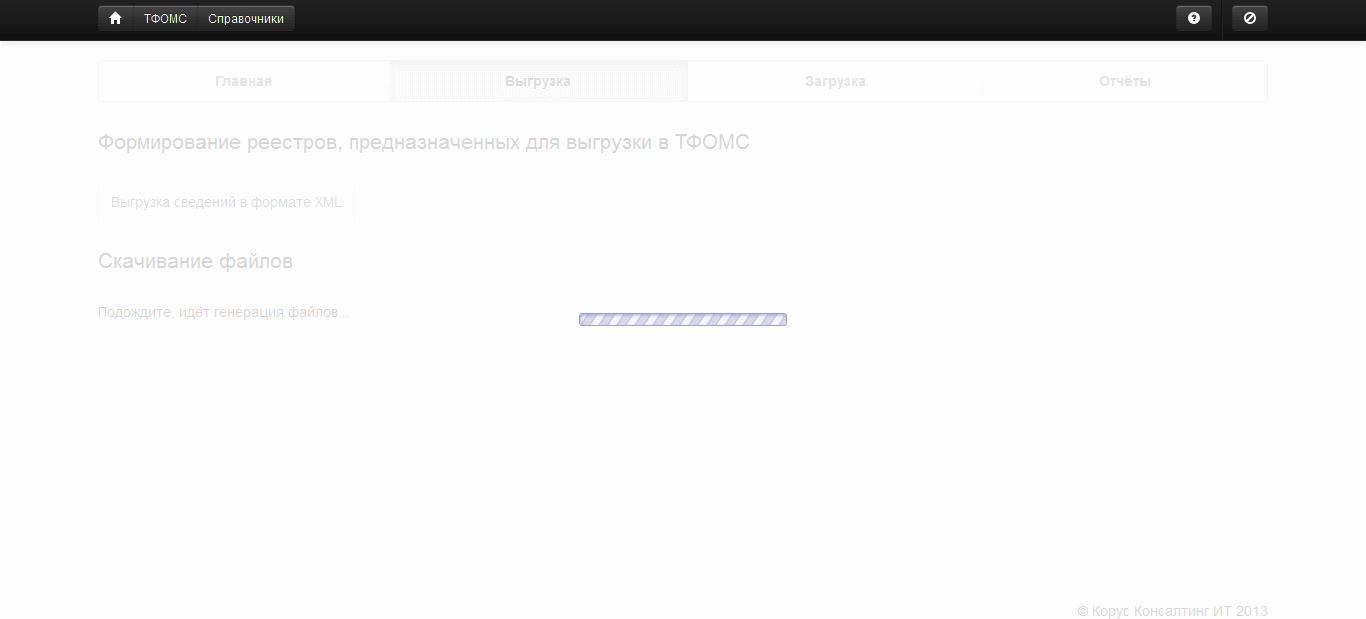 ТФОМС Справочники
Главная Выгрузка Загрузка Отчёты
Формирование реестров, предназначенных для выгрузки в ТФОМС
Выгрузка сведений в формате XML
Скачивание файлов
Подождите, идёт генерация файлов...
© Корус Консалтинг ИТ 2013